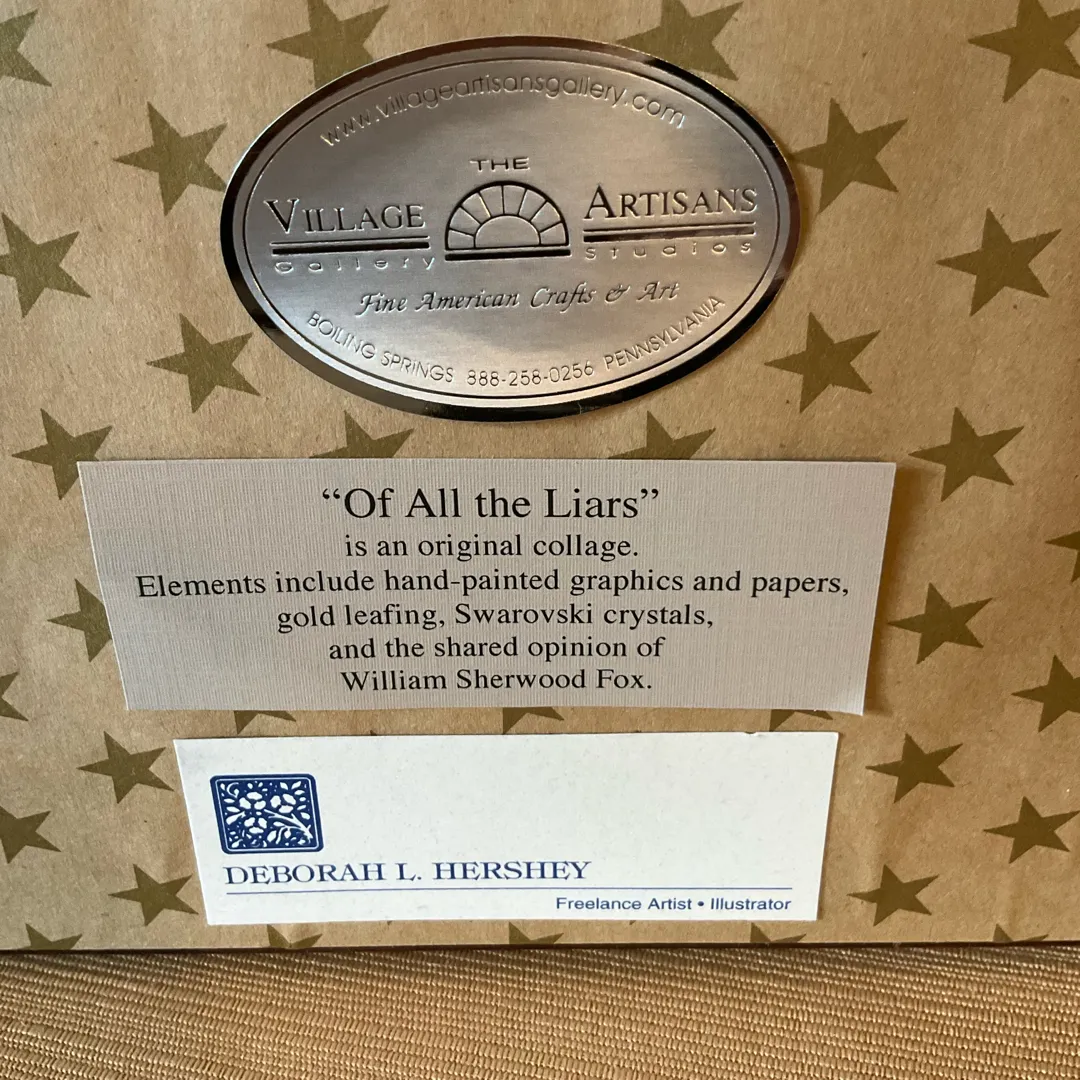 www.villageartisansgallery.com
THE
VILLAGE ARTISANS
Gallery Studios
Fine American Crafts & Art
BOILING SPRINGS 888-258-0256 PENNSYLVANIA
“Of All the Liars”
is an original collage.
Elements include hand-painted graphics and papers,
gold leafing, Swarovski crystals,
and the shared opinion of
William Sherwood Fox.
DEBORAH L. HERSHEY
Freelance Artist • Illustrator